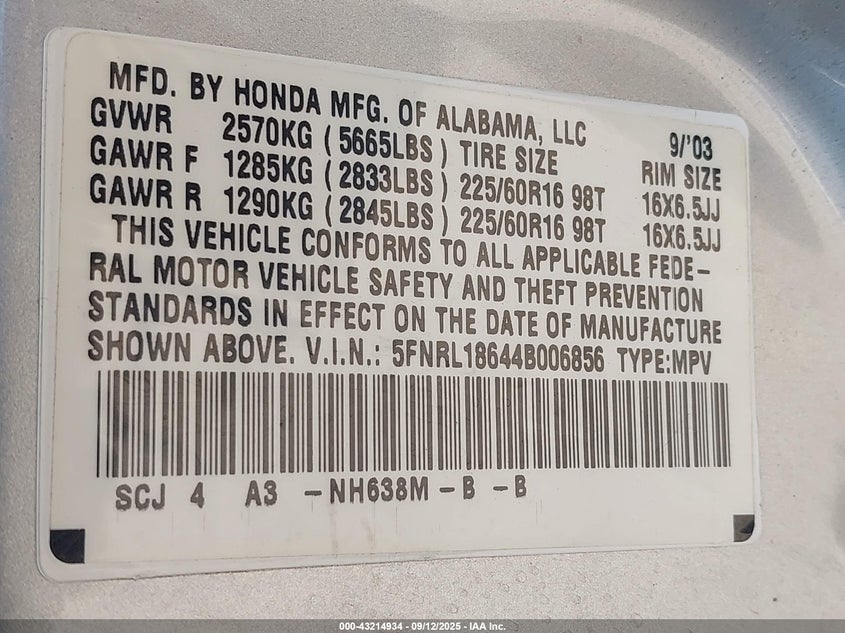 MFD. BY HONDA MFG. OF ALABAMA, LLC 9/'03
GVWR 2570KG ( 5665LBS ) TIRE SIZE RIM SIZE
GAWR F 1285KG ( 2833LBS ) 225/60R16 98T 16X6.5JJ
GAWR R 1290KG ( 2845LBS ) 225/60R16 98T 16X6.5JJ
THIS VEHICLE CONFORMS TO ALL APPLICABLE FEDE-
RAL MOTOR VEHICLE SAFETY AND THEFT PREVENTION
STANDARDS IN EFFECT ON THE DATE OF MANUFACTURE
SHOWN ABOVE. V.I.N.: 5FNRL18644B006856 TYPE:MPV
SCJ 4 A3 -NH638M-B -B
000-43214934 - 09/12/2025 - IAA Inc.